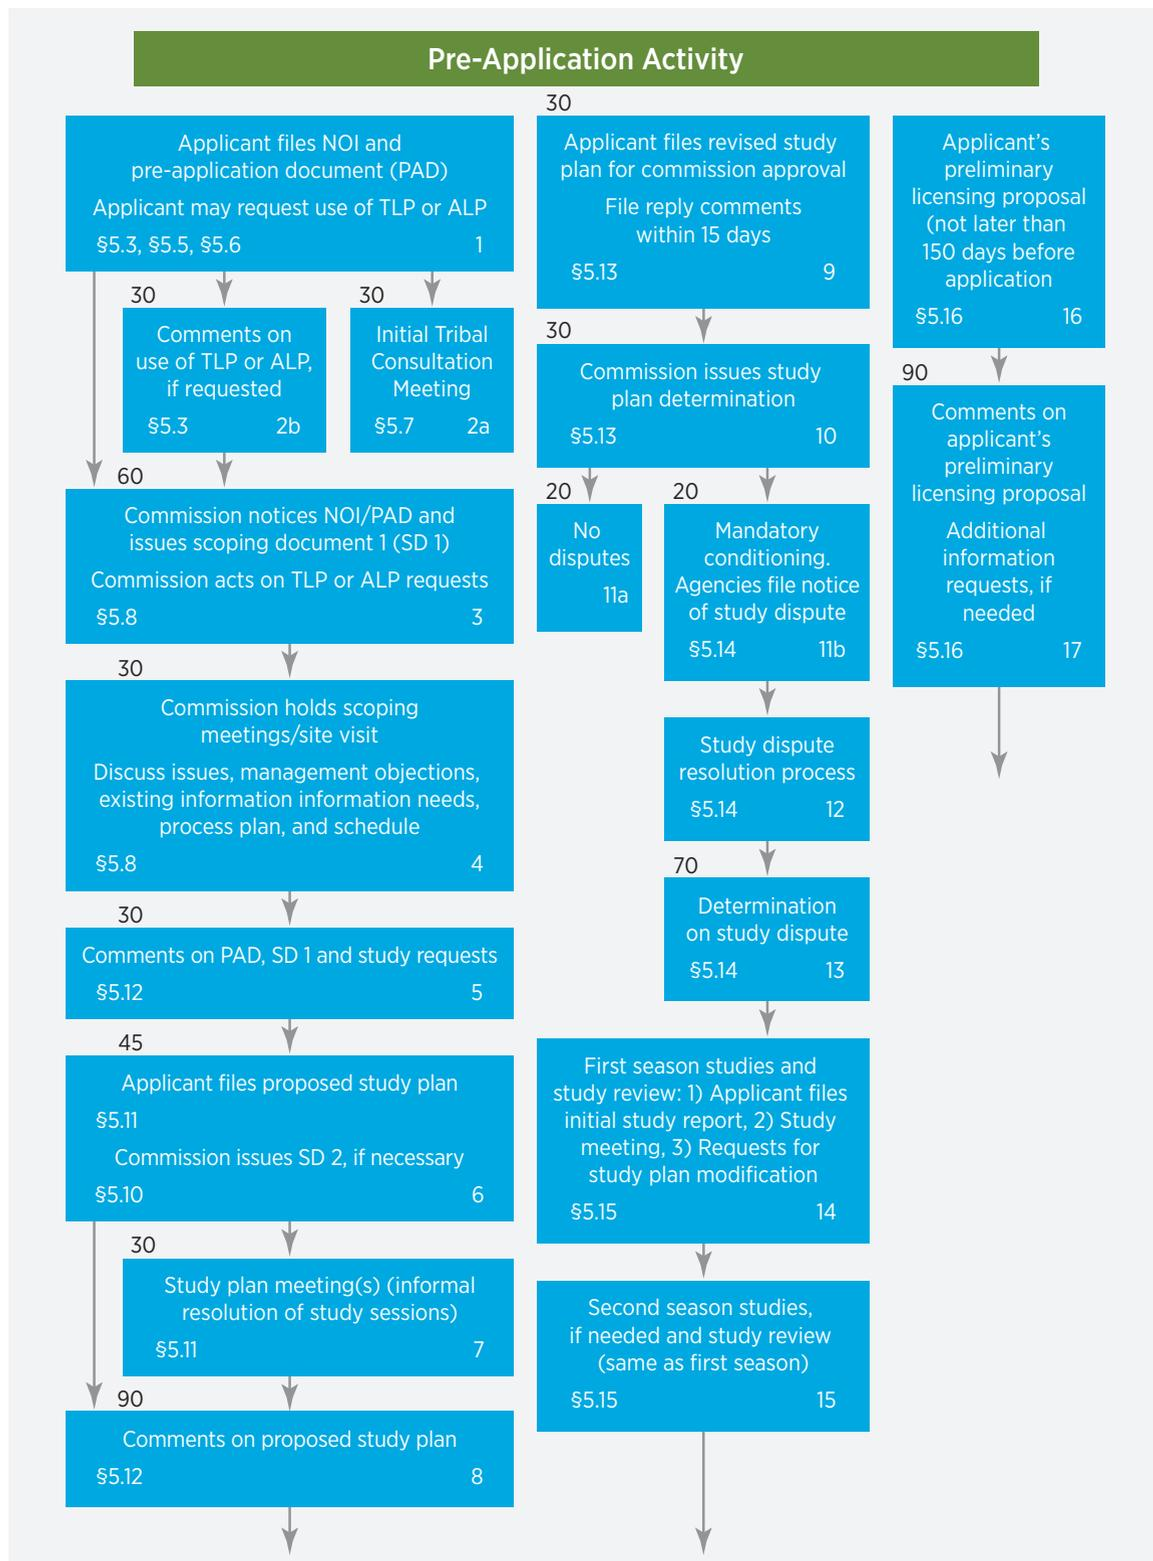 Pre-Application Activity
Applicant files NOI and
pre-application document (PAD)
Applicant may request use of TLP or ALP
§5.3, §5.5, §5.6 1
30
Comments on
use of TLP or ALP,
if requested
§5.3 2b
30
Initial Tribal
Consultation
Meeting
§5.7 2a
60
Commission notices NOI/PAD and
issues scoping document 1 (SD 1)
Commission acts on TLP or ALP requests
§5.8 3
30
Commission holds scoping
meetings/site visit
Discuss issues, management objections,
existing information information needs,
process plan, and schedule
§5.8 4
30
Comments on PAD, SD 1 and study requests
§5.12 5
45
Applicant files proposed study plan
§5.11
Commission issues SD 2, if necessary
§5.10 6
30
Study plan meeting(s) (informal
resolution of study sessions)
§5.11 7
90
Comments on proposed study plan
§5.12 8
30
Applicant files revised study
plan for commission approval
File reply comments
within 15 days
§5.13 9
30
Commission issues study
plan determination
§5.13 10
20
No
disputes
11a
20
Mandatory
conditioning.
Agencies file notice
of study dispute
§5.14 11b
Study dispute
resolution process
§5.14 12
70
Determination
on study dispute
§5.14 13
First season studies and
study review: 1) Applicant files
initial study report, 2) Study
meeting, 3) Requests for
study plan modification
§5.15 14
Second season studies,
if needed and study review
(same as first season)
§5.15 15
Applicant’s
preliminary
licensing proposal
(not later than
150 days before
application
§5.16 16
90
Comments on
applicant’s
preliminary
licensing proposal
Additional
information
requests, if
needed
§5.16 17